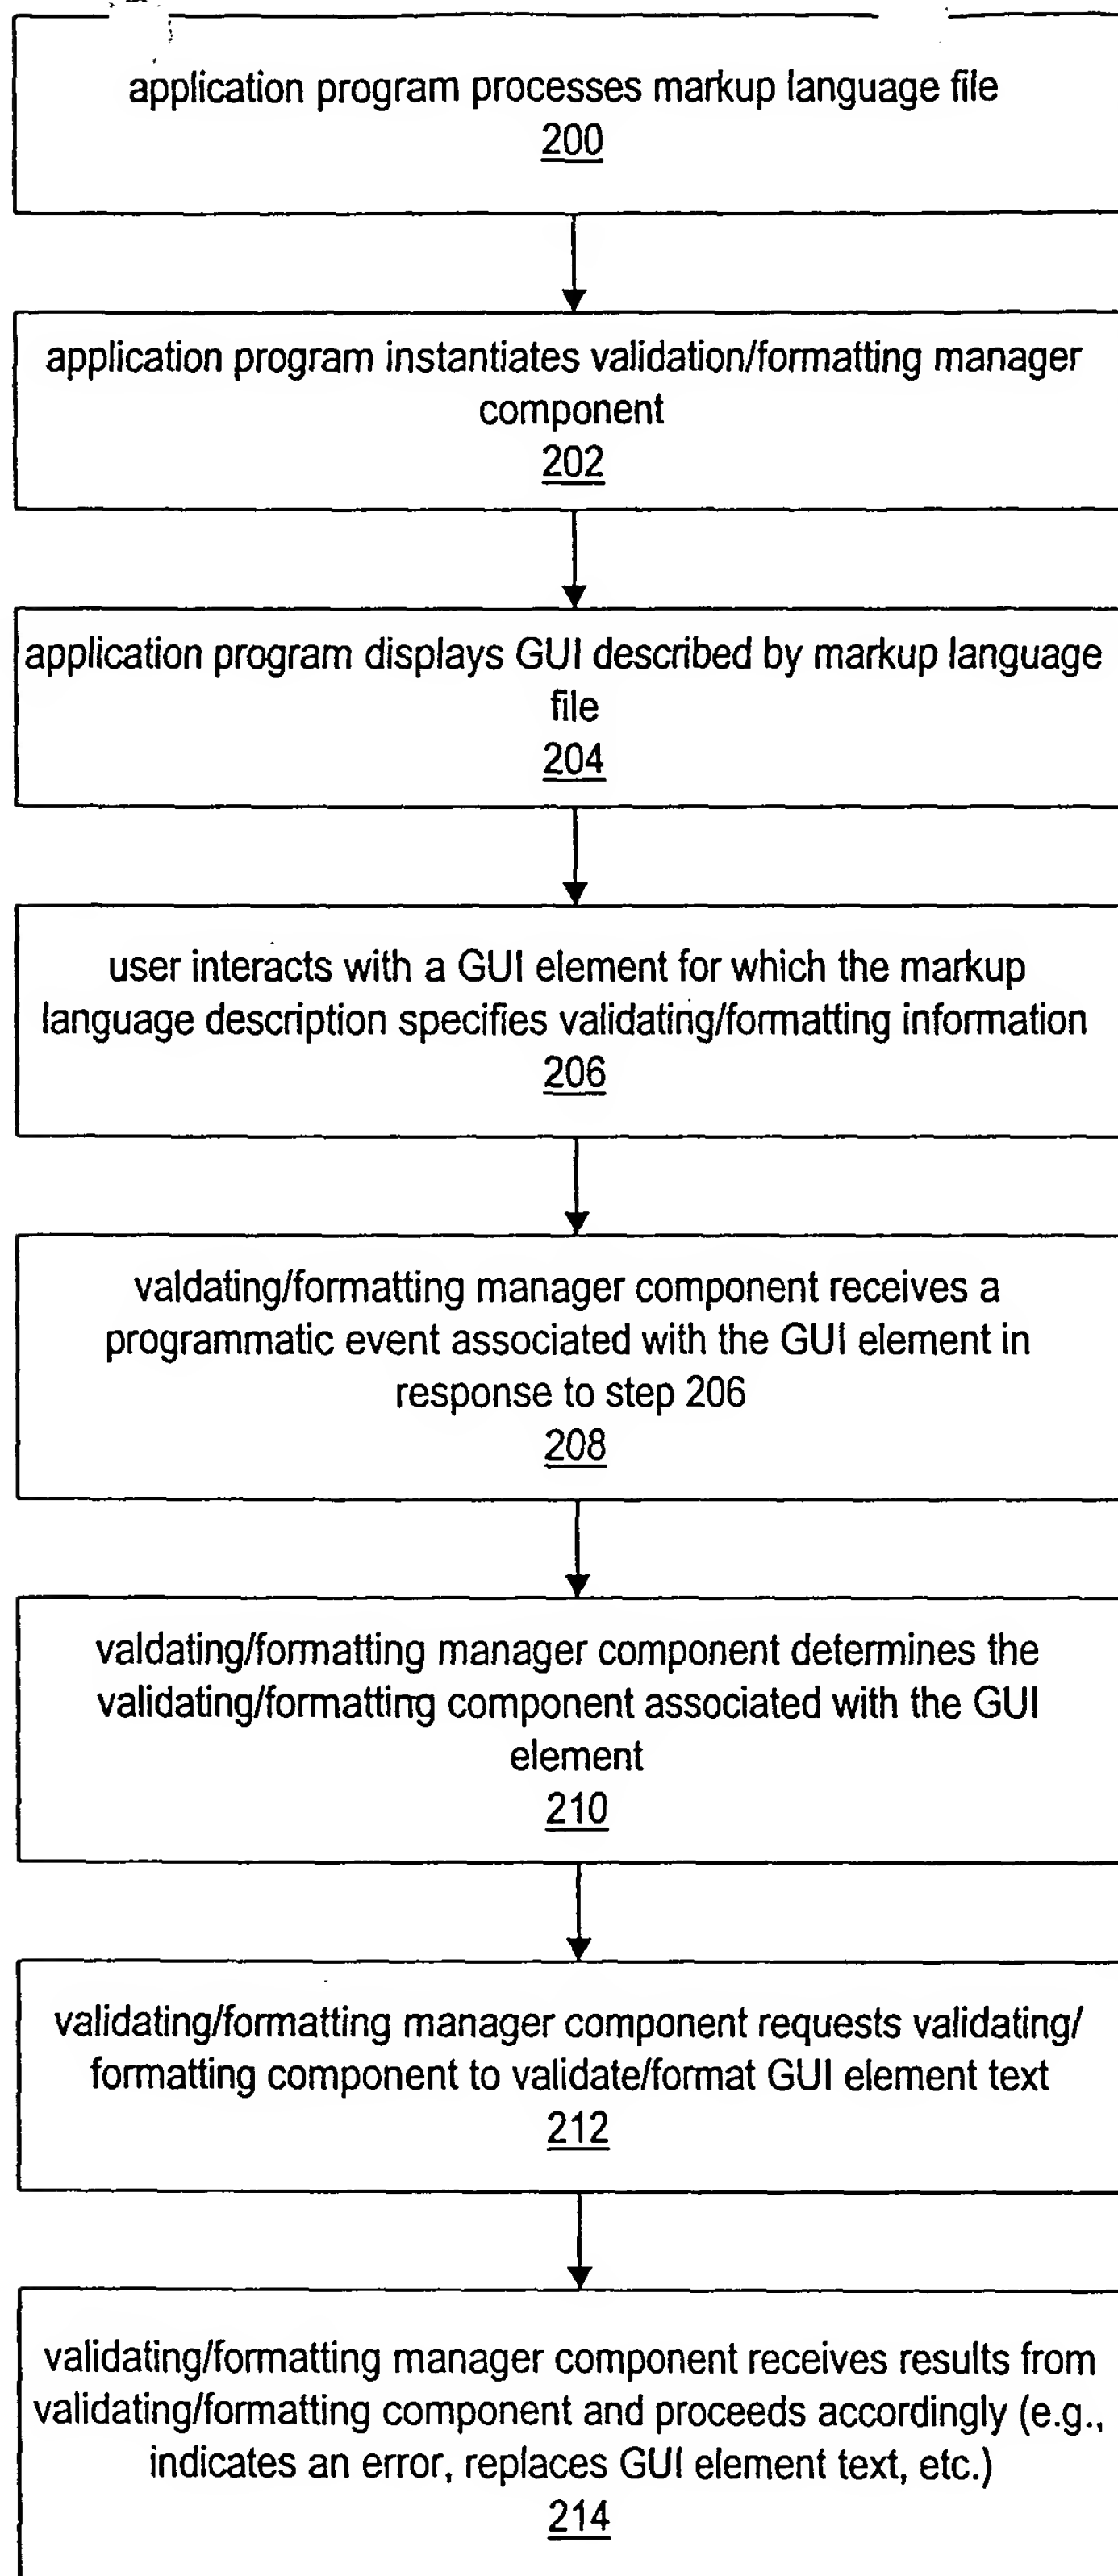 application program processes markup language file
200
application program instantiates validation/formatting manager
component
202
application program displays GUI described by markup language
file
204
user interacts with a GUI element for which the markup
language description specifies validating/formatting information
206
valdating/formatting manager component receives a
programmatic event associated with the GUI element in
response to step 206
208
valdating/formatting manager component determines the
validating/formatting component associated with the GUI
element
210
validating/formatting manager component requests validating/
formatting component to validate/format GUI element text
212
validating/formatting manager component receives results from
validating/formatting component and proceeds accordingly (e.g.,
indicates an error, replaces GUI element text, etc.)
214